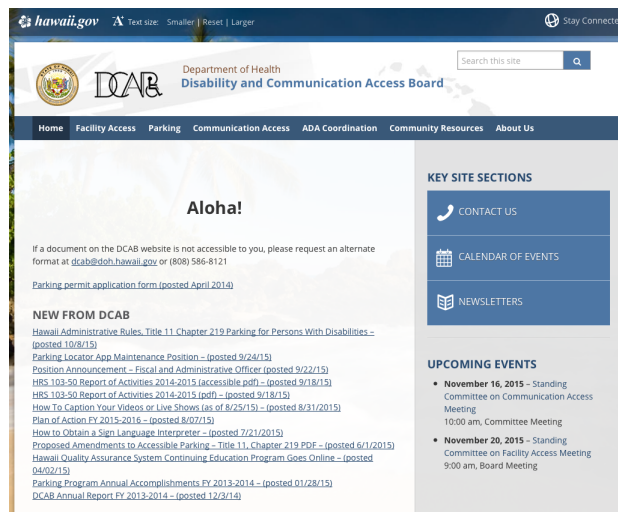 hawaii.gov
A Text size: Smaller | Reset | Larger
Stay Connecte
DCAB
Department of Health
Disability and Communication Access Board
Search this site
Home Facility Access Parking Communication Access ADA Coordination Community Resources About Us
Aloha!
If a document on the DCAB website is not accessible to you, please request an alternate
format at dcab@doh.hawaii.gov or (808) 586-8121
Parking permit application form (posted April 2014)
NEW FROM DCAB
Hawaii Administrative Rules, Title 11 Chapter 219 Parking for Persons With Disabilities –
(posted 10/8/15)
Parking Locator App Maintenance Position – (posted 9/24/15)
Position Announcement – Fiscal and Administrative Officer (posted 9/22/15)
HRS 103-50 Report of Activities 2014-2015 (accessible pdf) – (posted 9/18/15)
HRS 103-50 Report of Activities 2014-2015 (pdf) – (posted 9/18/15)
How To Caption Your Videos or Live Shows (as of 8/25/15) – (posted 8/31/2015)
Plan of Action FY 2015-2016 – (posted 8/07/15)
How to Obtain a Sign Language Interpreter – (posted 7/21/2015)
Proposed Amendments to Accessible Parking – Title 11, Chapter 219 PDF – (posted 6/1/2015)
Hawaii Quality Assurance System Continuing Education Program Goes Online – (posted
04/02/15)
Parking Program Annual Accomplishments FY 2013-2014 – (posted 01/28/15)
DCAB Annual Report FY 2013-2014 – (posted 12/3/14)
KEY SITE SECTIONS
CONTACT US
CALENDAR OF EVENTS
NEWSLETTERS
UPCOMING EVENTS
November 16, 2015 – Standing
Committee on Communication Access
Meeting
10:00 am, Committee Meeting
November 20, 2015 – Standing
Committee on Facility Access Meeting
9:00 am, Board Meeting